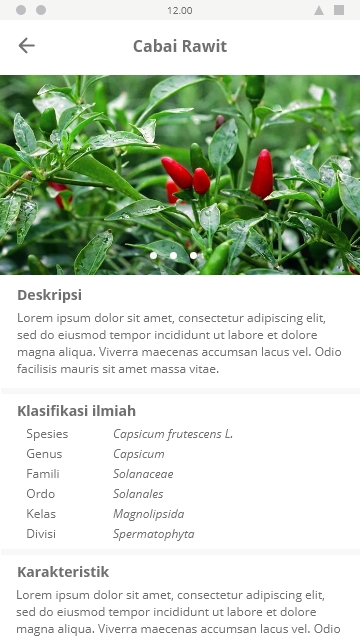 12.00
Cabai Rawit
Deskripsi
Lorem ipsum dolor sit amet, consectetur adipiscing elit,
sed do eiusmod tempor incididunt ut labore et dolore
magna aliqua. Viverra maecenas accumsan lacus vel. Odio
facilisis mauris sit amet massa vitae.
Klasifikasi ilmiah
Spesies Capsicum frutescens L.
Genus Capsicum
Famili Solanaceae
Ordo Solanales
Kelas Magnolipsida
Divisi Spermatophyta
Karakteristik
Lorem ipsum dolor sit amet, consectetur adipiscing elit,
sed do eiusmod tempor incididunt ut labore et dolore
magna aliqua. Viverra maecenas accumsan lacus vel. Odio